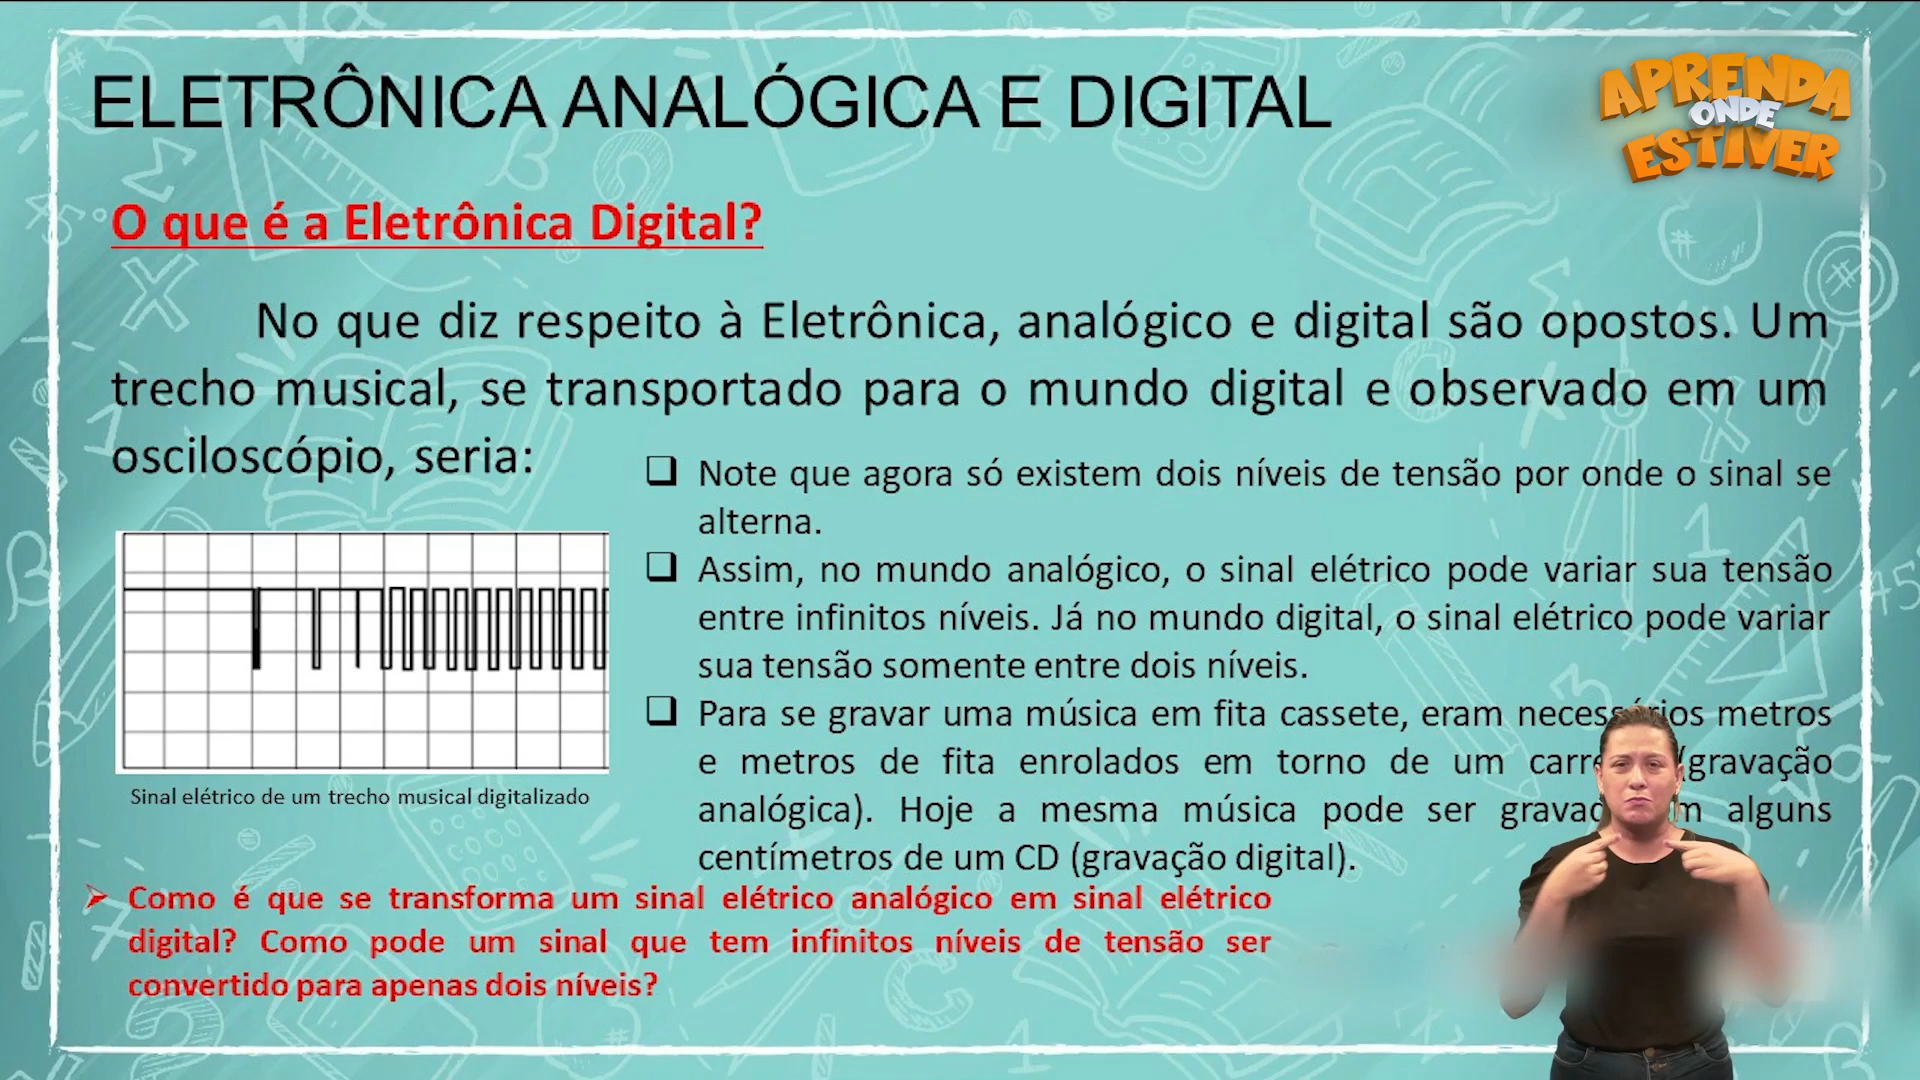 ELETRÔNICA ANALÓGICA E DIGITAL
APRENDA
ONDE
ESTIVER
O que é a Eletrônica Digital?
No que diz respeito à Eletrônica, analógico e digital são opostos. Um
trecho musical, se transportado para o mundo digital e observado em um
osciloscópio, seria:
Note que agora só existem dois níveis de tensão por onde o sinal se
alterna.
Assim, no mundo analógico, o sinal elétrico pode variar sua tensão
entre infinitos níveis. Já no mundo digital, o sinal elétrico pode variar
sua tensão somente entre dois níveis.
Para se gravar uma música em fita cassete, eram metros
e metros de fita enrolados em torno de um (gravação
analógica). Hoje a mesma música pode ser alguns
centímetros de um CD (gravação digital).
Sinal elétrico de um trecho musical digitalizado
Como é que se transforma um sinal elétrico analógico em sinal elétrico
digital? Como pode um sinal que tem infinitos níveis de tensão ser
convertido para apenas dois níveis?